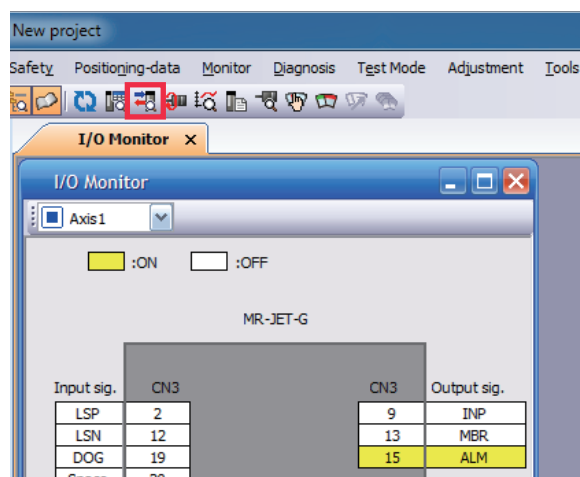 New project
Safety Positioning-data Monitor Diagnosis Test Mode Adjustment Tools
I/O Monitor x
I/O Monitor
Axis1
:ON :OFF
MR-JET-G
Input sig. CN3 CN3 Output sig.
LSP 2 9 INP
LSN 12 13 MBR
DOG 19 15 ALM